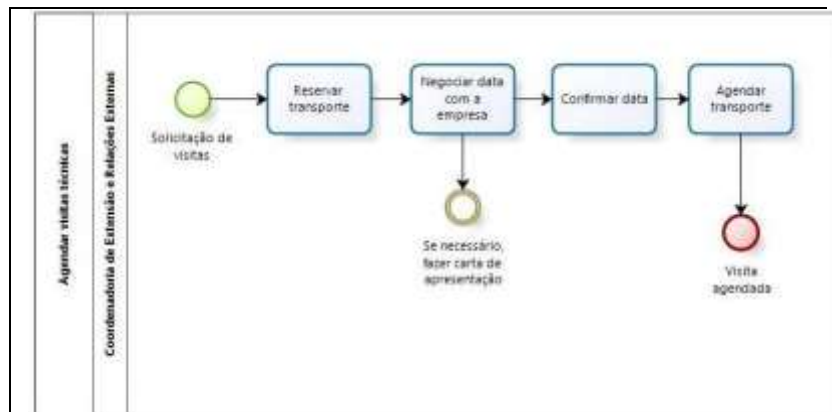 Agendar visitas técnicas
Coordenadoria de Extensão e Relações Externas
Solicitação de
visitas
Reservar
transporte
Negociar data
com a
empresa
Confirmar data
Agendar
transporte
Se necessário,
fazer carta de
apresentação
Visita
agendada